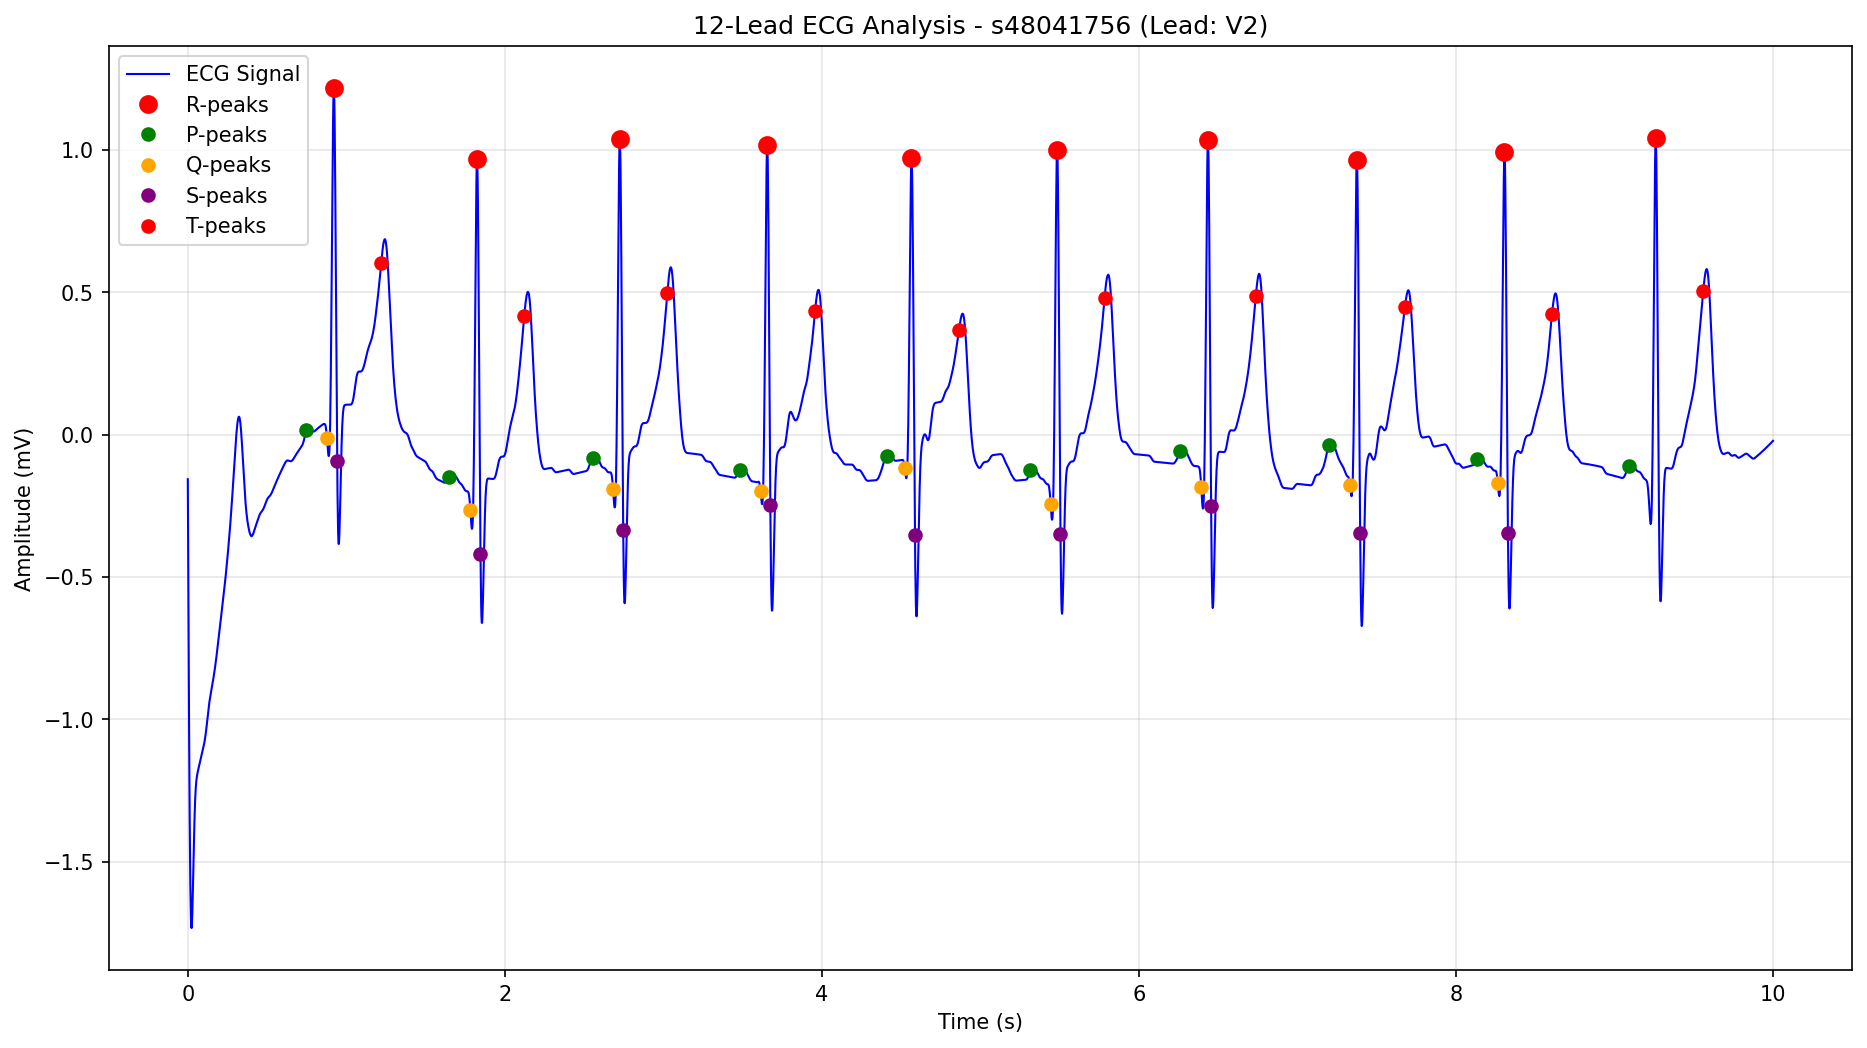 12-Lead ECG Analysis - s48041756 (Lead: V2)
ECG Signal
R-peaks
P-peaks
Q-peaks
S-peaks
T-peaks
1.0
0.5
0.0
−0.5
−1.0
−1.5
Amplitude (mV)
0 2 4 6 8 10
Time (s)